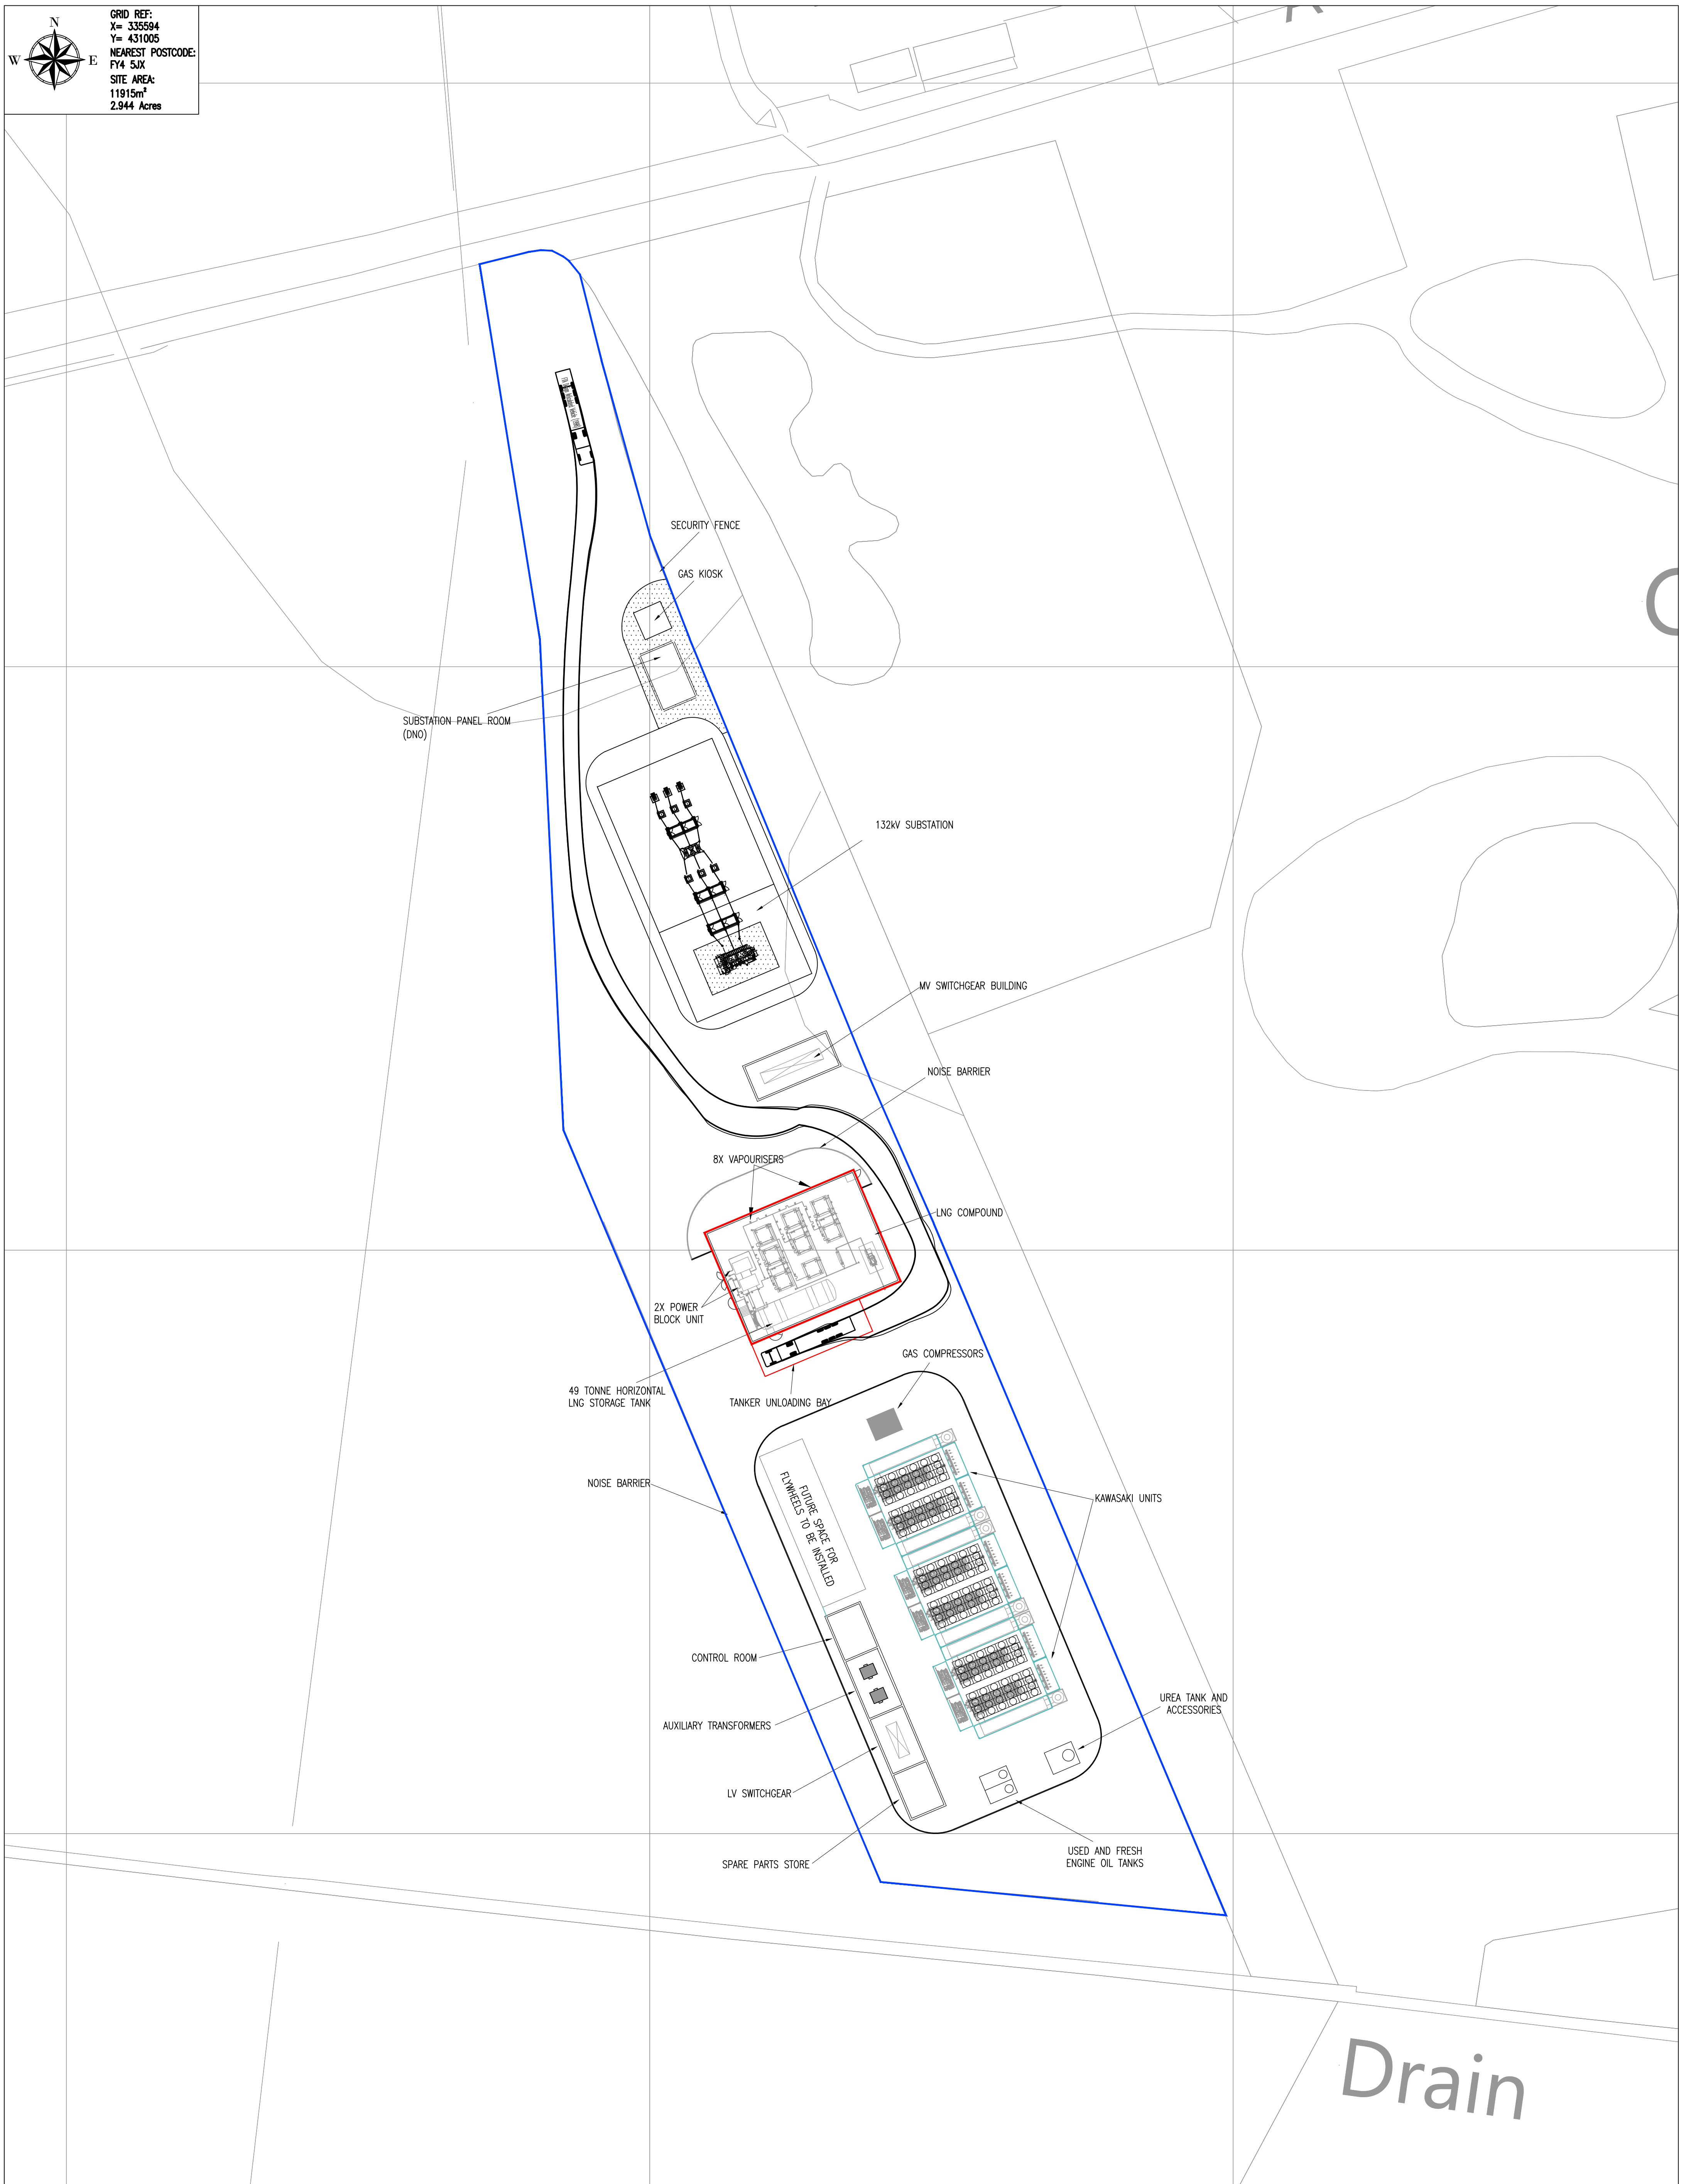 N
W
E
GRID REF:
X= 335594
Y= 431005
NEAREST POSTCODE:
FY4 5JX
SITE AREA:
11915m²
2.944 Acres
SECURITY FENCE
GAS KIOSK
SUBSTATION PANEL ROOM
(DNO)
132kV SUBSTATION
MV SWITCHGEAR BUILDING
NOISE BARRIER
8X VAPOURISERS
LNG COMPOUND
2X POWER
BLOCK UNIT
GAS COMPRESSORS
49 TONNE HORIZONTAL
LNG STORAGE TANK
TANKER UNLOADING BAY
NOISE BARRIER
FUTURE SPACE FOR
FLYWHEELS TO BE INSTALLED
KAWASAKI UNITS
CONTROL ROOM
AUXILIARY TRANSFORMERS
UREA TANK AND
ACCESSORIES
LV SWITCHGEAR
USED AND FRESH
ENGINE OIL TANKS
SPARE PARTS STORE
Drain